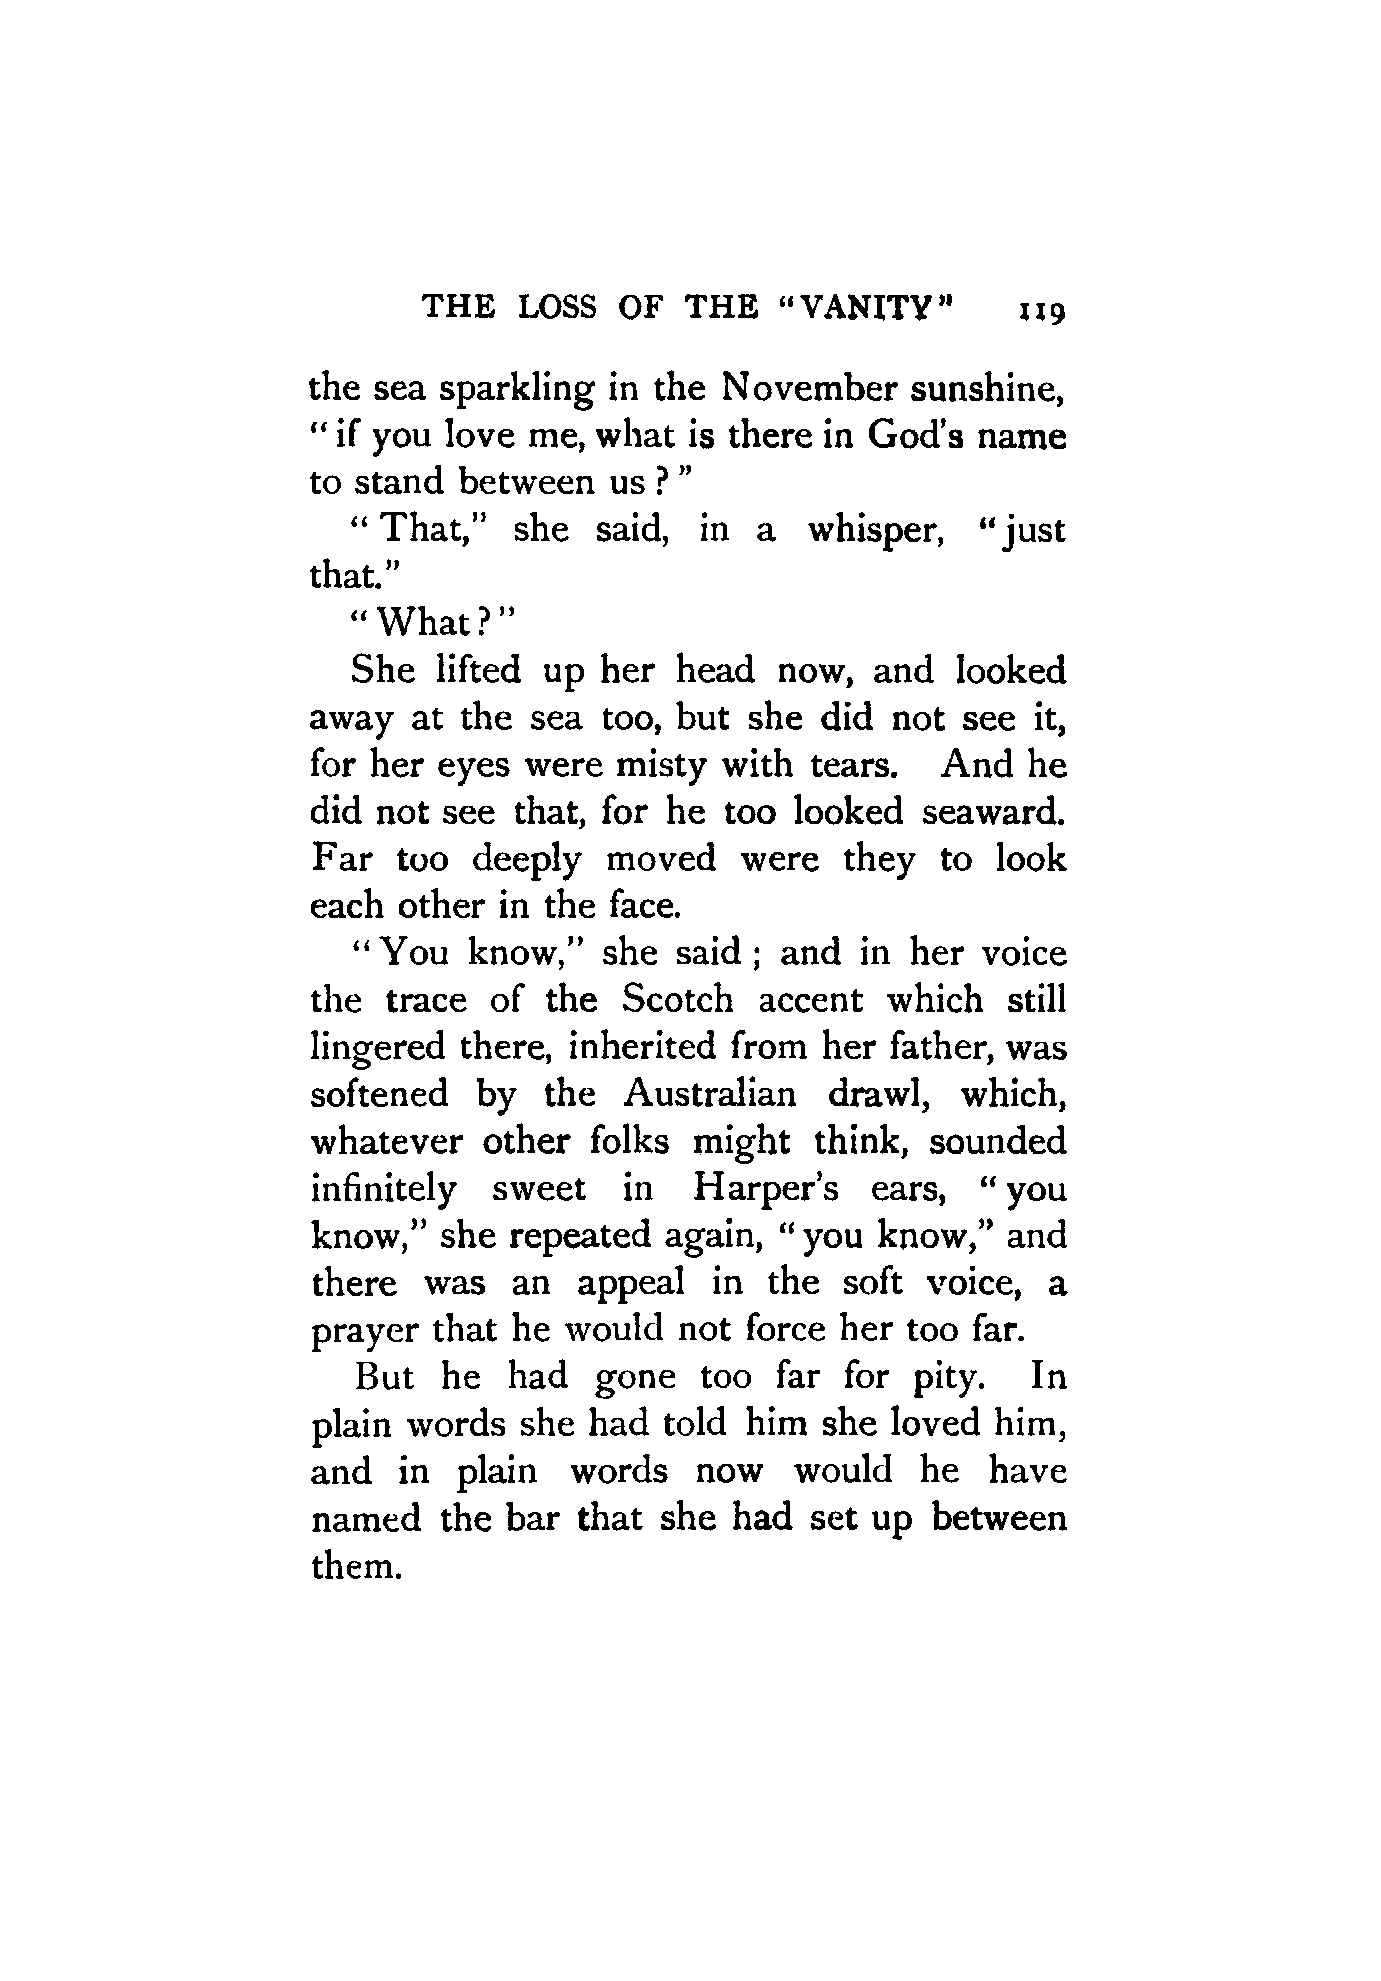 THE LOSS OF THE "VANITY" 119
the sea sparkling in the November sunshine,
"if you love me, what is there in God's name
to stand between us?"
"That," she said, in a whisper, "just
that."
"What?"
She lifted up her head now, and looked
away at the sea too, but she did not see it,
for her eyes were misty with tears. And he
did not see that, for he too looked seaward.
Far too deeply moved were they to look
each other in the face.
"You know," she said; and in her voice
the trace of the Scotch accent which still
lingered there, inherited from her father, was
softened by the Australian drawl, which,
whatever other folks might think, sounded
infinitely sweet in Harper's ears, "you
know," she repeated again, "you know," and
there was an appeal in the soft voice, a
prayer that he would not force her too far.
But he had gone too far for pity. In
plain words she had told him she loved him,
and in plain words now would he have
named the bar that she had set up between
them.